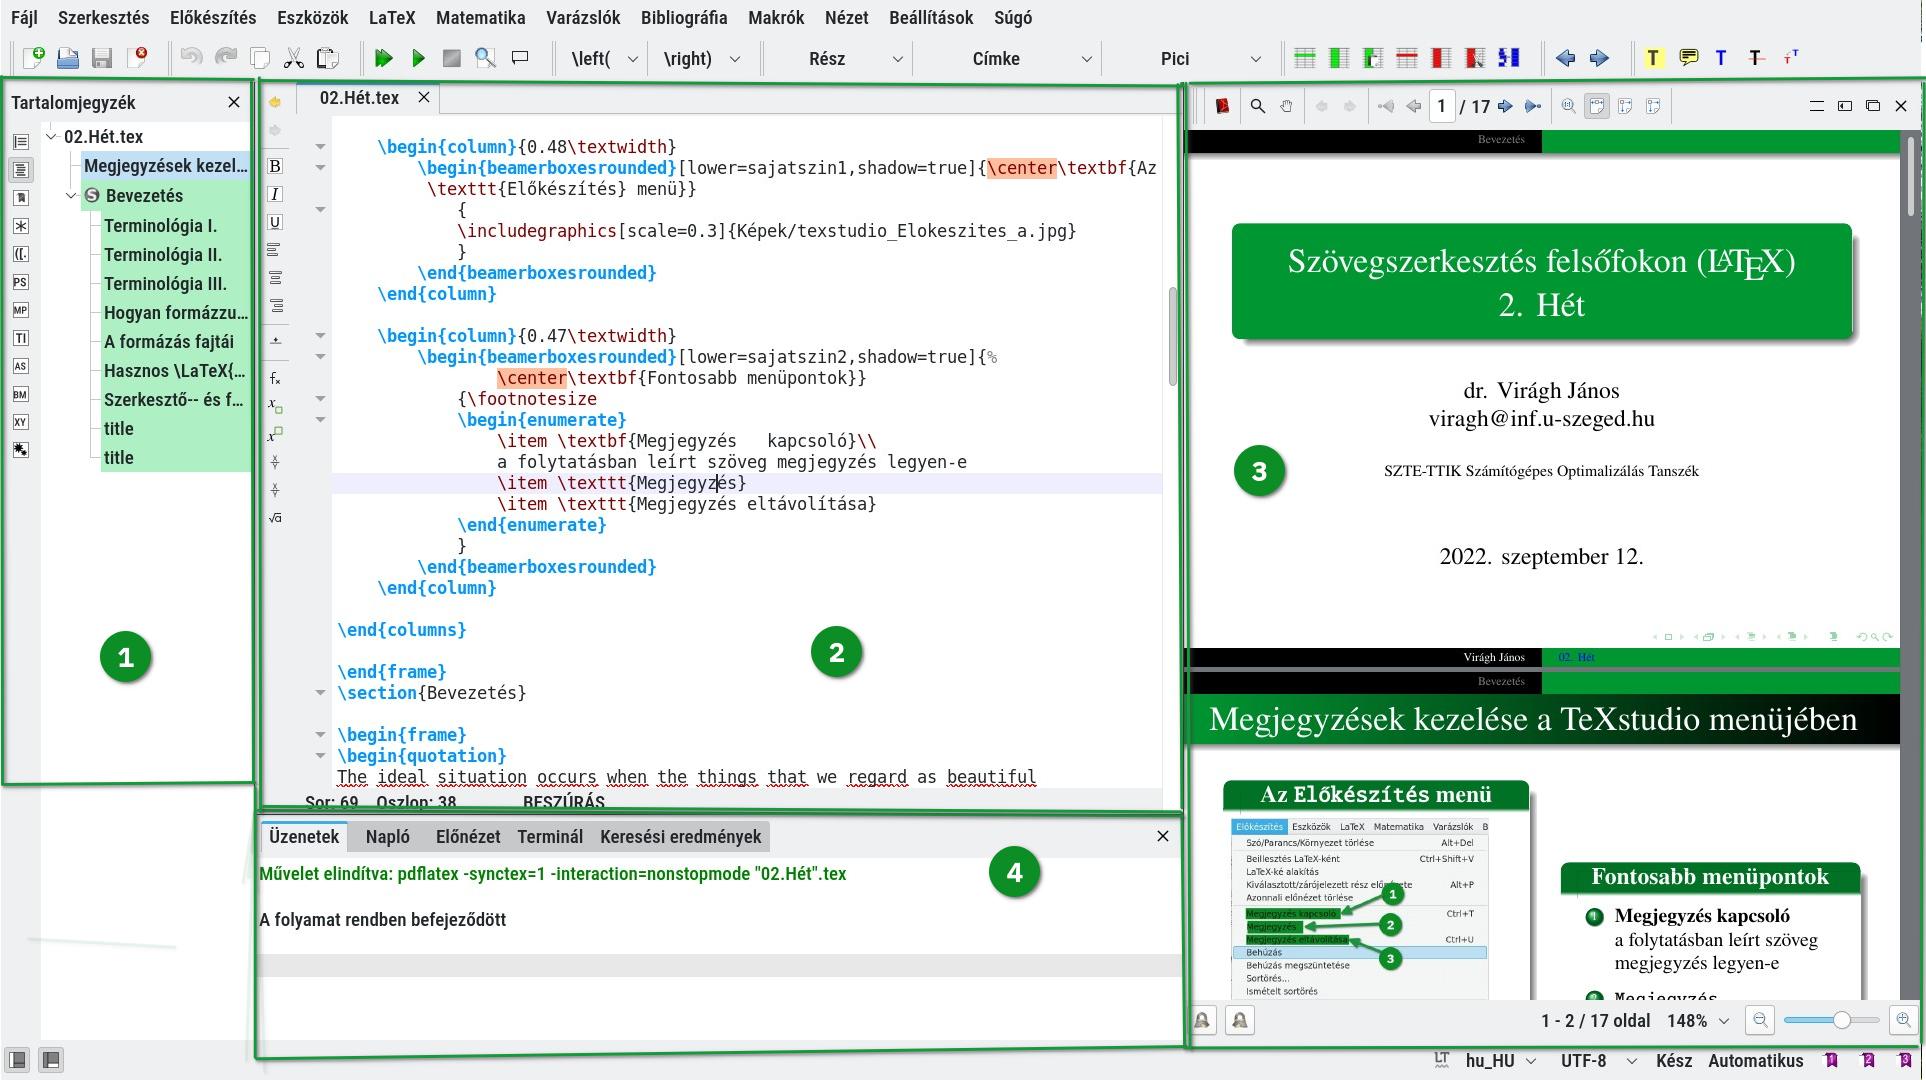 Fájl Szerkesztés Előkészítés Eszközök LaTeX Matematika Varázslók Bibliográfia Makrók Nézet Beállítások Súgó
\left( \right) Rész Címke Pici
Tartalomjegyzék
02.Hét.tex
Megjegyzések kezel...
Bevezetés
Terminológia I.
Terminológia II.
Terminológia III.
Hogyan formázzu...
A formázás fajtái
Hasznos \LaTeX{...
Szerkesztő-- és f...
title
title
1
02.Hét.tex
\begin{column}{0.48\textwidth}
\begin{beamerboxesrounded}[lower=sajatszin1,shadow=true]{\center\textbf{Az
\texttt{Előkészítés} menü}}
{
\includegraphics[scale=0.3]{Képek/texstudio_Elokeszites_a.jpg}
}
\end{beamerboxesrounded}
\end{column}
\begin{column}{0.47\textwidth}
\begin{beamerboxesrounded}[lower=sajatszin2,shadow=true]{%
\center\textbf{Fontosabb menüpontok}}
{\footnotesize
\begin{enumerate}
\item \textbf{Megjegyzés kapcsoló}\\
a folytatásban leírt szöveg megjegyzés legyen-e
\item \texttt{Megjegyzés}
\item \texttt{Megjegyzés eltávolítása}
\end{enumerate}
}
\end{beamerboxesrounded}
\end{column}
\end{columns}
\end{frame}
\section{Bevezetés}
\begin{frame}
\begin{quotation}
The ideal situation occurs when the things that we regard as beautiful
2
Sor: 69 Oszlop: 38 BESZÚRÁS
Üzenetek Napló Előnézet Terminál Keresési eredmények
Művelet elindítva: pdflatex -synctex=1 -interaction=nonstopmode "02.Hét".tex
A folyamat rendben befejeződött
4
1 / 17
Bevezetés
Szövegszerkesztés felsőfokon (LATEX)
2. Hét
dr. Virágh János
viragh@inf.u-szeged.hu
SZTE-TTIK Számítógépes Optimalizálás Tanszék
3
2022. szeptember 12.
Virágh János 02. Hét
Bevezetés
Megjegyzések kezelése a TeXstudio menüjében
Az Előkészítés menü
Előkészítés Eszközök LaTeX Matematika Varázslók B
Szó/Parancs/Környezet törlése Alt+Del
Beillesztés LaTeX-ként Ctrl+Shift+V
LaTeX-ké alakítás
Kiválasztott/zárójelezett rész előnézete Alt+P
Azonnali előnézet törlése
Megjegyzés kapcsoló Ctrl+T
Megjegyzés
Megjegyzés eltávolítása Ctrl+U
Behúzás
Behúzás megszüntetése
Sortörés...
Ismételt sortörés
1
2
3
Fontosabb menüpontok
1 Megjegyzés kapcsoló
a folytatásban leírt szöveg
megjegyzés legyen-e
2 Megjegyzés
1 - 2 / 17 oldal 148%
hu_HU UTF-8 Kész Automatikus 1 2 3